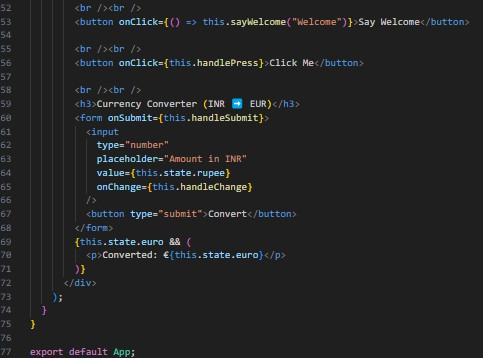 52 <br /><br />
53 <button onClick={() => this.sayWelcome("Welcome")}>Say Welcome</button>
54
55 <br /><br />
56 <button onClick={this.handlePress}>Click Me</button>
57
58 <br /><br />
59 <h3>Currency Converter (INR ➡️ EUR)</h3>
60 <form onSubmit={this.handleSubmit}>
61 <input
62 type="number"
63 placeholder="Amount in INR"
64 value={this.state.rupee}
65 onChange={this.handleChange}
66 />
67 <button type="submit">Convert</button>
68 </form>
69 {this.state.euro && (
70 <p>Converted: €{this.state.euro}</p>
71 )}
72 </div>
73 );
74 }
75 }
76
77 export default App;